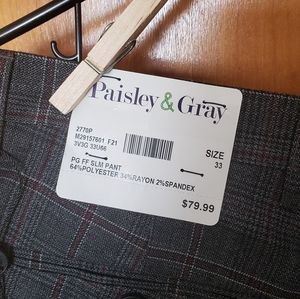 Paisley & Gray
2770P
M29157601 F21
3V3G 33U66
SIZE
33
PG FF SLM PANT
64%POLYESTER 34%RAYON 2%SPANDEX
$79.99